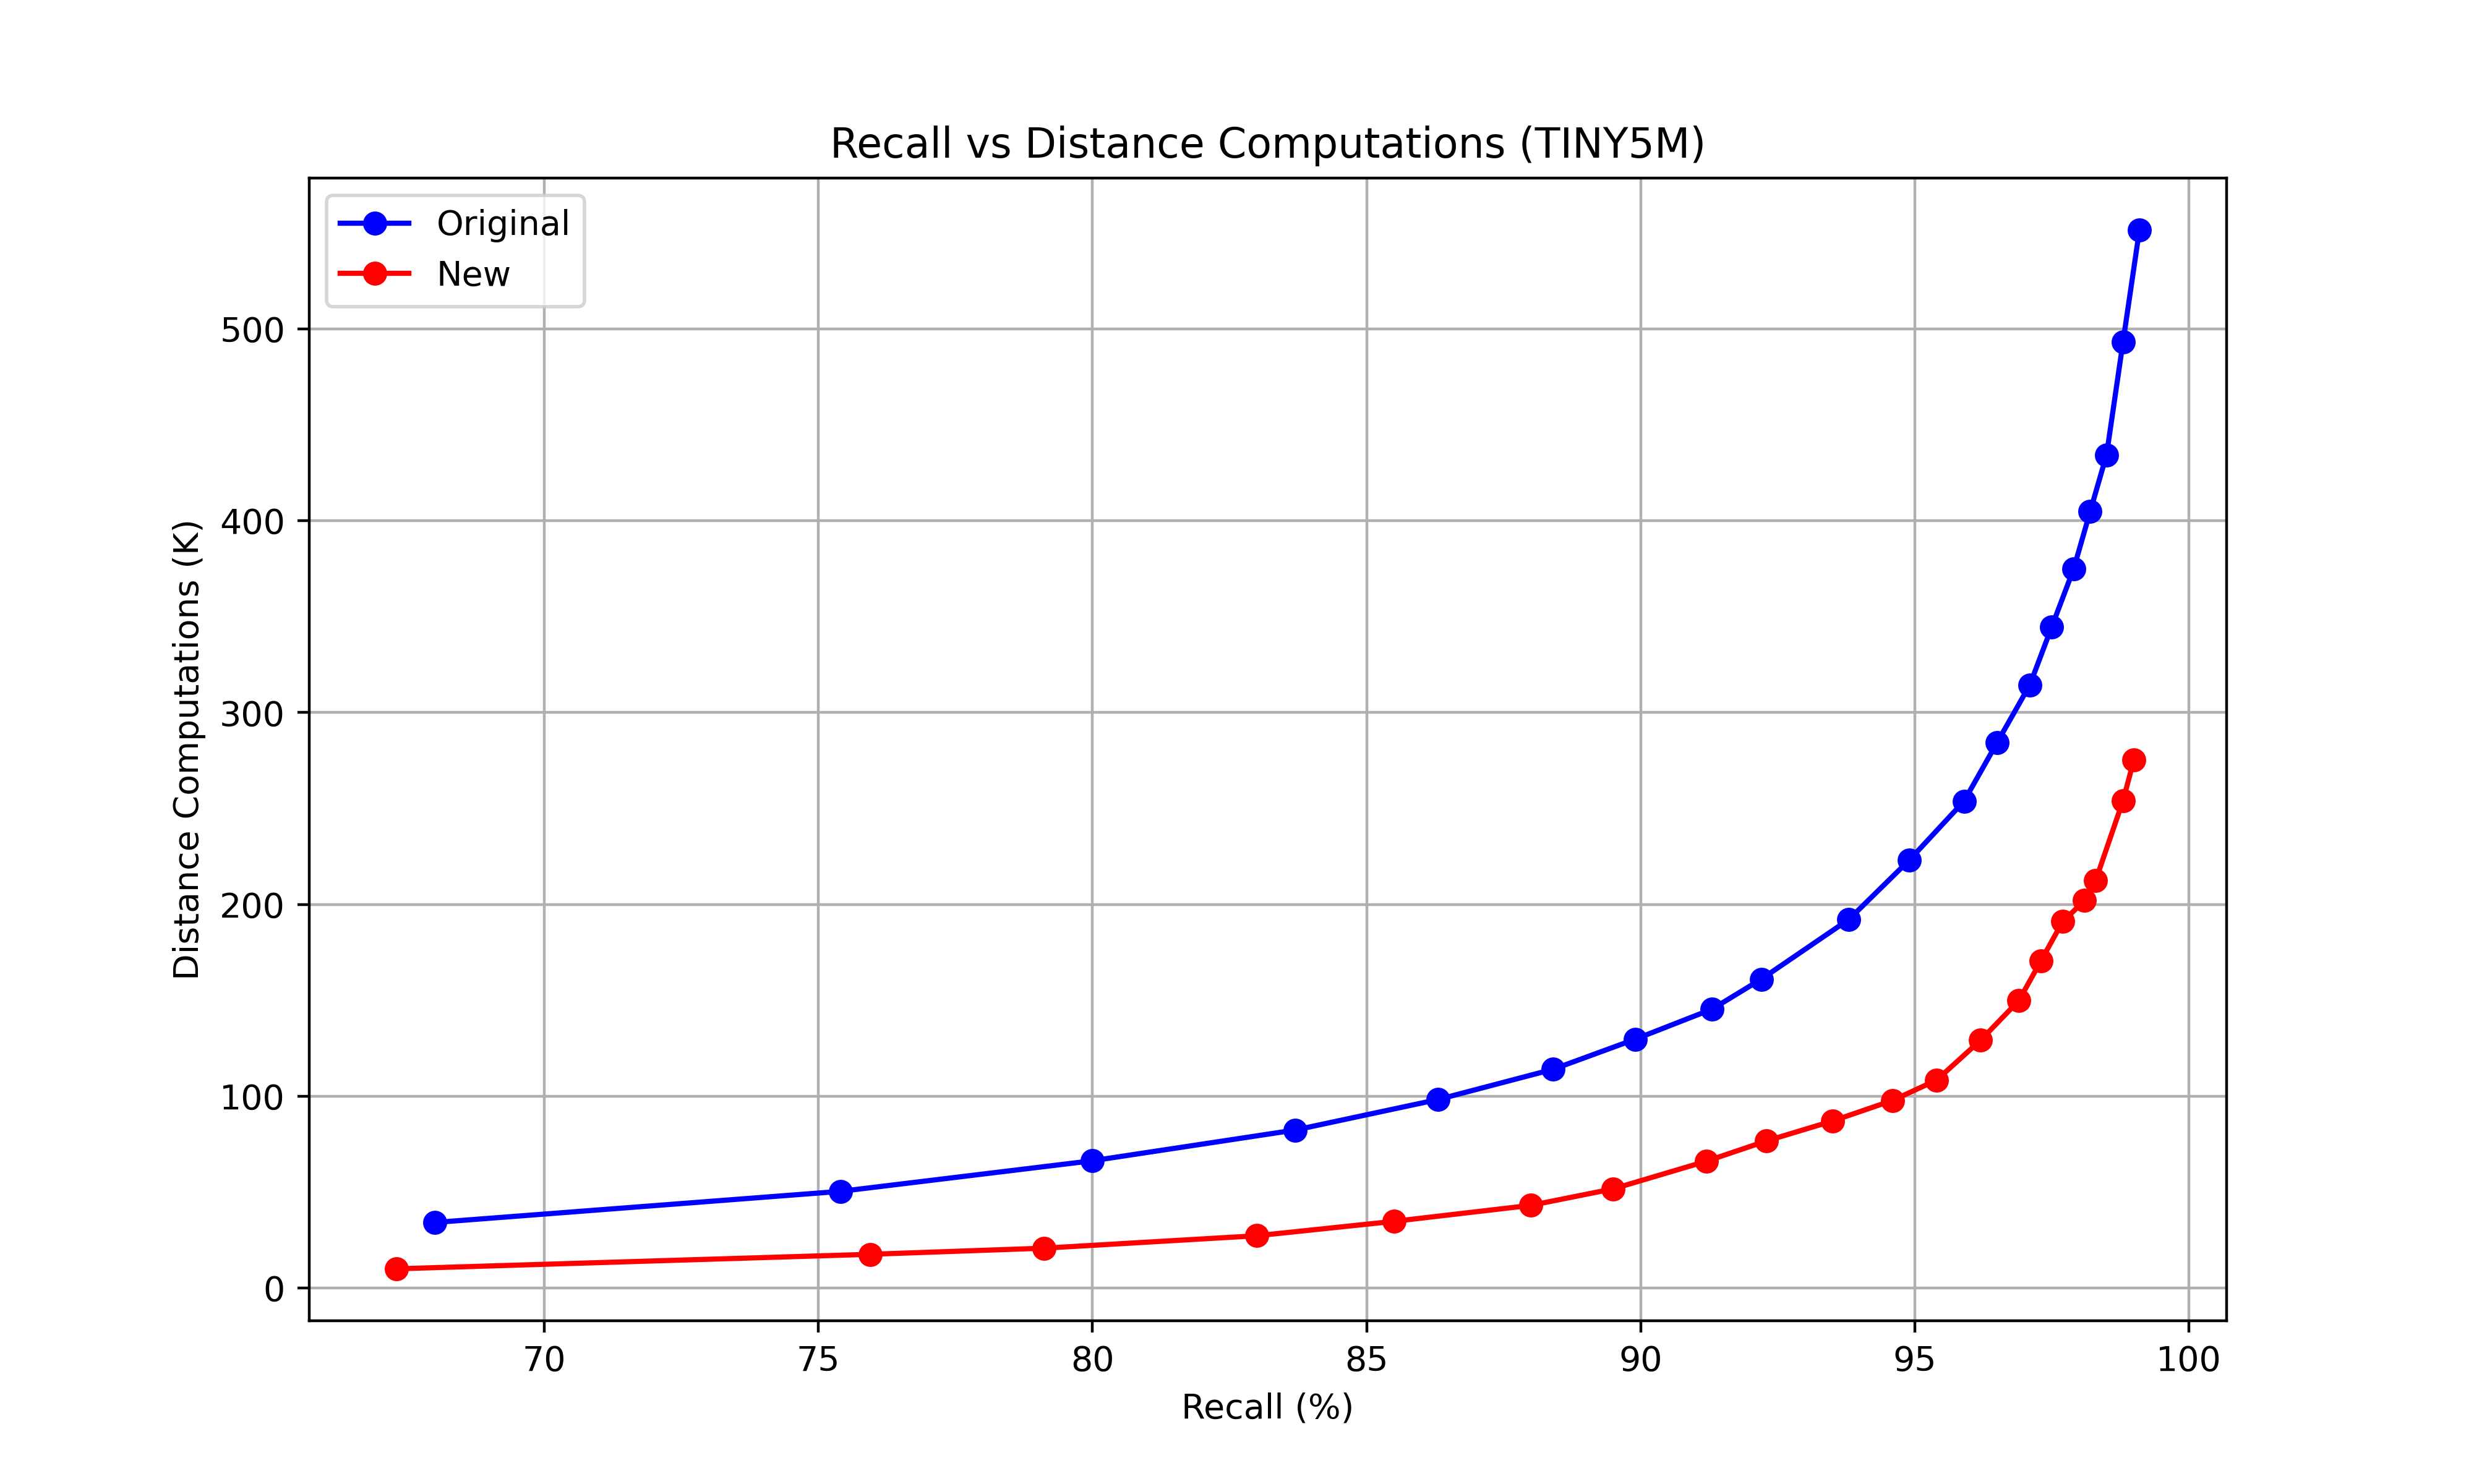 Recall vs Distance Computations (TINY5M)
Original
New
Distance Computations (K)
500
400
300
200
100
0
70 75 80 85 90 95 100
Recall (%)